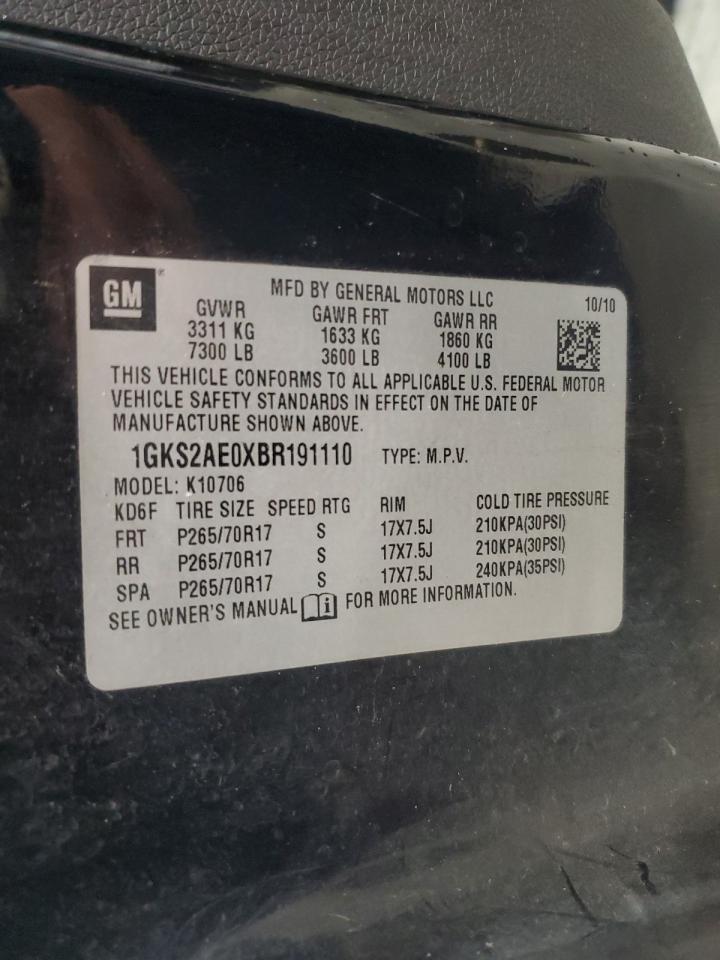 GM
MFD BY GENERAL MOTORS LLC 10/10
GVWR GAWR FRT GAWR RR
3311 KG 1633 KG 1860 KG
7300 LB 3600 LB 4100 LB
THIS VEHICLE CONFORMS TO ALL APPLICABLE U.S. FEDERAL MOTOR
VEHICLE SAFETY STANDARDS IN EFFECT ON THE DATE OF
MANUFACTURE SHOWN ABOVE.
1GKS2AE0XBR191110 TYPE: M.P.V.
MODEL: K10706
KD6F TIRE SIZE SPEED RTG RIM COLD TIRE PRESSURE
FRT P265/70R17 S 17X7.5J 210KPA(30PSI)
RR P265/70R17 S 17X7.5J 210KPA(30PSI)
SPA P265/70R17 S 17X7.5J 240KPA(35PSI)
SEE OWNER'S MANUAL i FOR MORE INFORMATION.